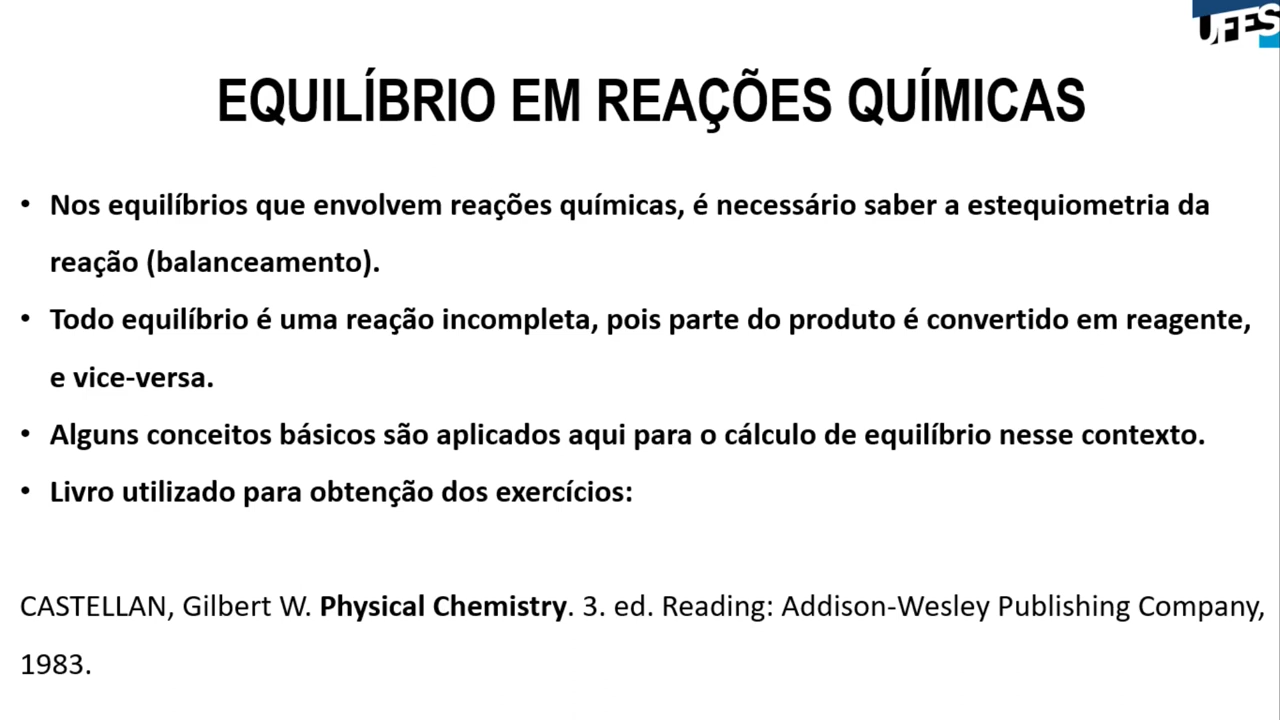 UFES
EQUILÍBRIO EM REAÇÕES QUÍMICAS
• Nos equilíbrios que envolvem reações químicas, é necessário saber a estequiometria da
reação (balanceamento).
• Todo equilíbrio é uma reação incompleta, pois parte do produto é convertido em reagente,
e vice-versa.
• Alguns conceitos básicos são aplicados aqui para o cálculo de equilíbrio nesse contexto.
• Livro utilizado para obtenção dos exercícios:
CASTELLAN, Gilbert W. Physical Chemistry. 3. ed. Reading: Addison-Wesley Publishing Company,
1983.